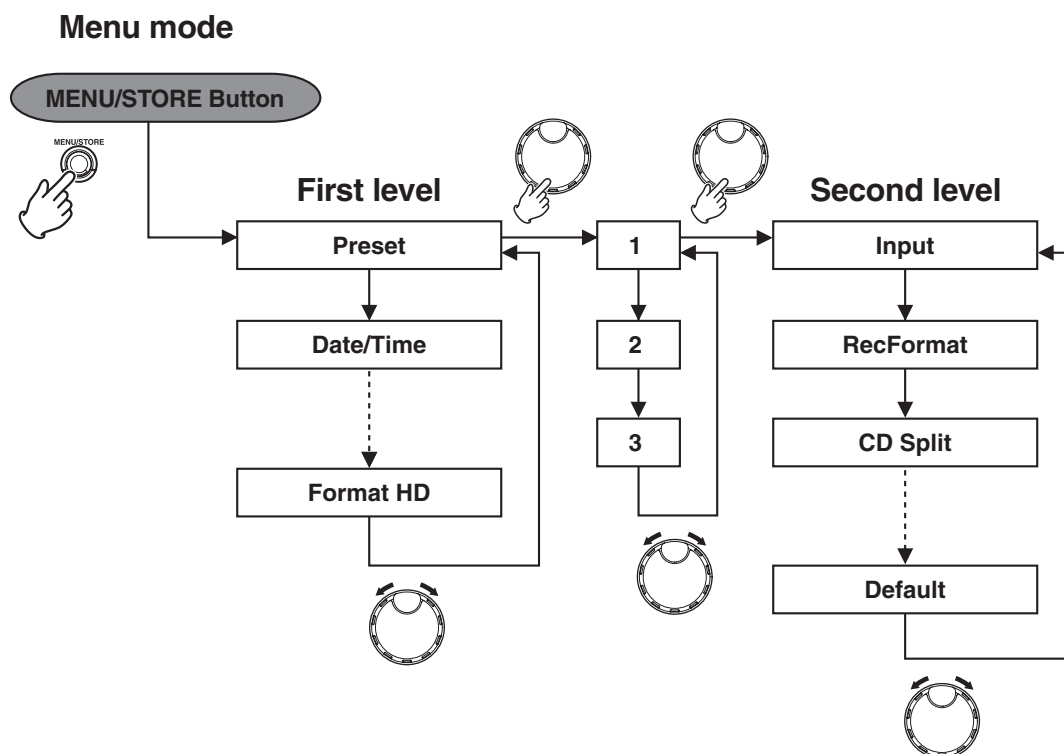 Menu mode
MENU/STORE Button
MENU/STORE
First level
Second level
Preset
1
Input
Date/Time
2
RecFormat
3
CD Split
Format HD
Default